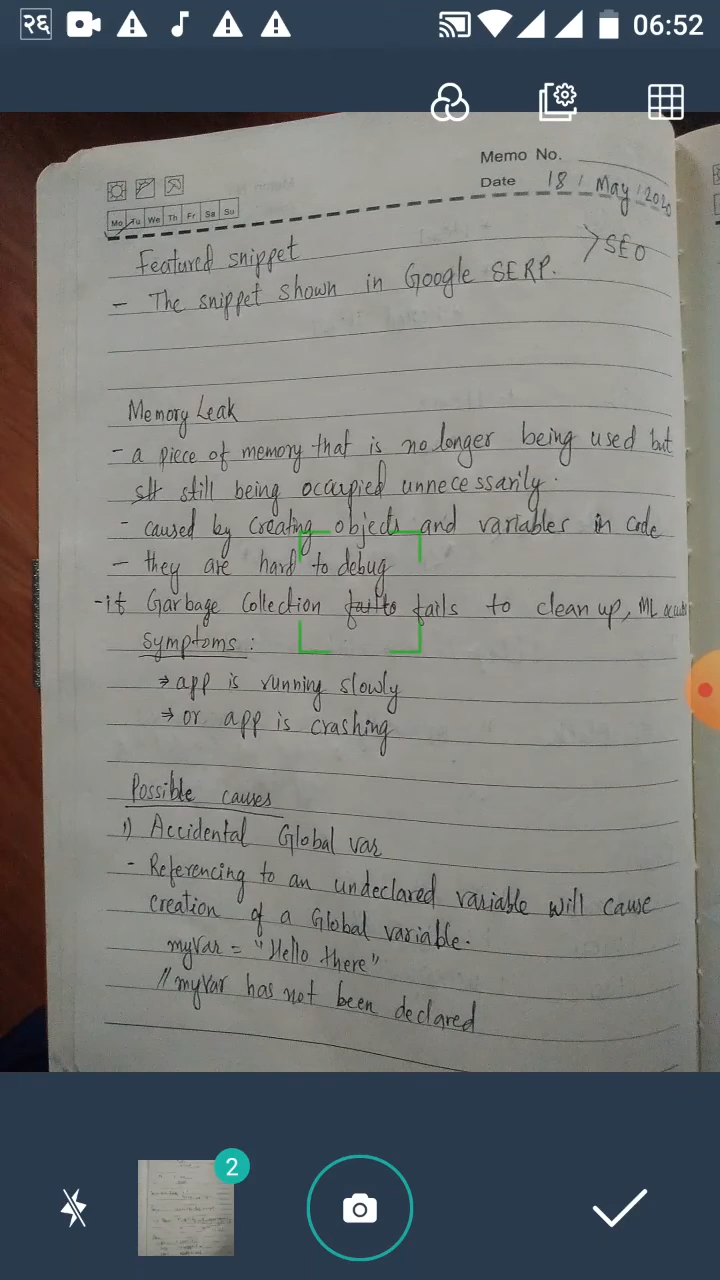 २६
06:52
Memo No.
Date 18 / May / 2020
Mo Tu We Th Fr Sa Su
Featured snippet
> SEO
- The snippet shown in Google SERP.
Memory Leak
- a piece of memory that is no longer being used but
still being occupied unnecessarily.
- caused by creating objects and variables in code
- they are hard to debug
- if Garbage Collection fails to clean up, ML occurs
Symptoms :
→ app is running slowly
→ or app is crashing
Possible causes
1) Accidental Global var
- Referencing to an undeclared variable will cause
creation of a Global variable.
myVar = "Hello there"
// myVar has not been declared
2